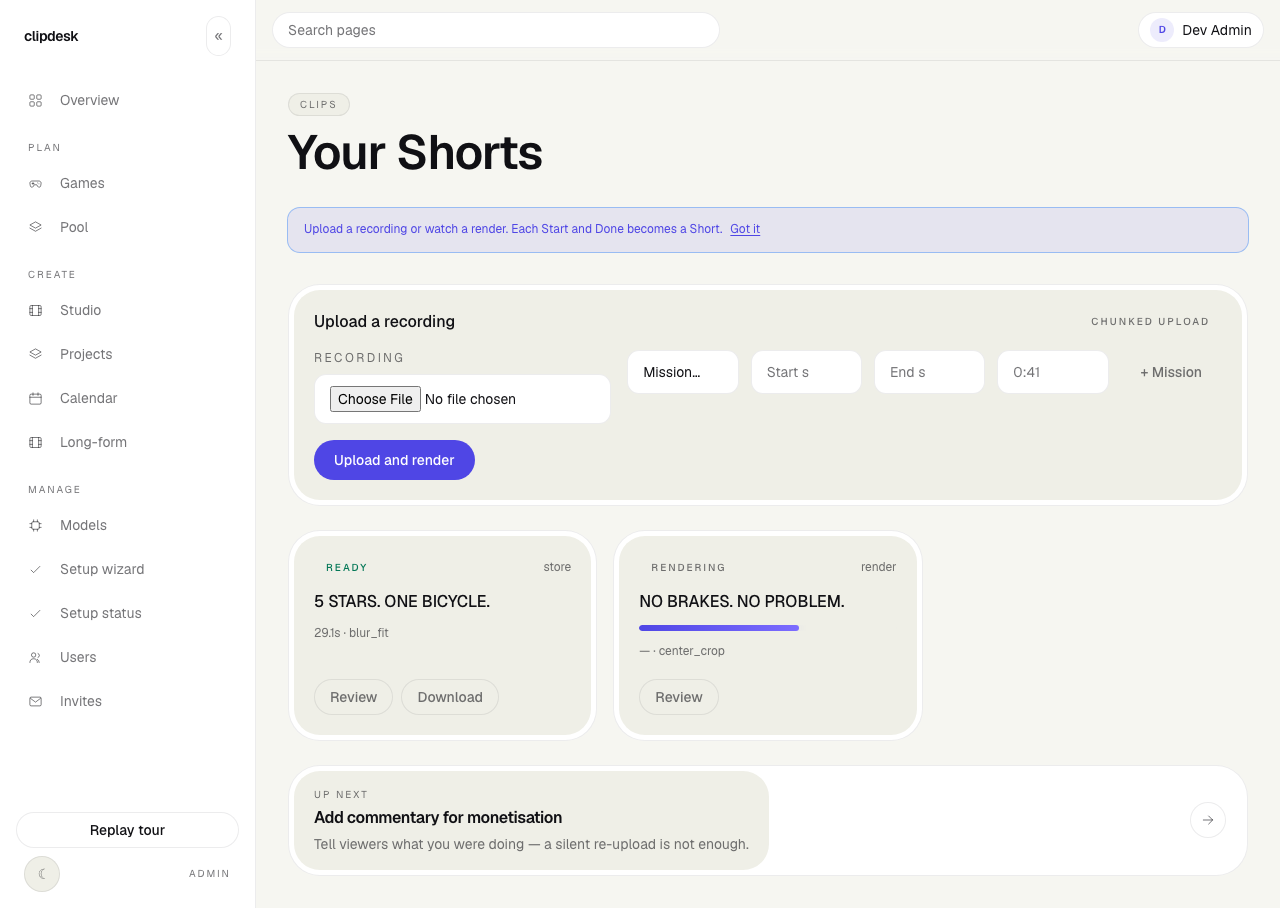 clipdesk
«
Search pages
D
Dev Admin
Overview
PLAN
Games
Pool
CREATE
Studio
Projects
Calendar
Long-form
MANAGE
Models
Setup wizard
Setup status
Users
Invites
Replay tour
ADMIN
CLIPS
Your Shorts
Upload a recording or watch a render. Each Start and Done becomes a Short. Got it
Upload a recording
CHUNKED UPLOAD
RECORDING
Choose File No file chosen
Mission…
Start s
End s
0:41
+ Mission
Upload and render
READY
store
5 STARS. ONE BICYCLE.
29.1s · blur_fit
Review
Download
RENDERING
render
NO BRAKES. NO PROBLEM.
— · center_crop
Review
UP NEXT
Add commentary for monetisation
Tell viewers what you were doing — a silent re-upload is not enough.